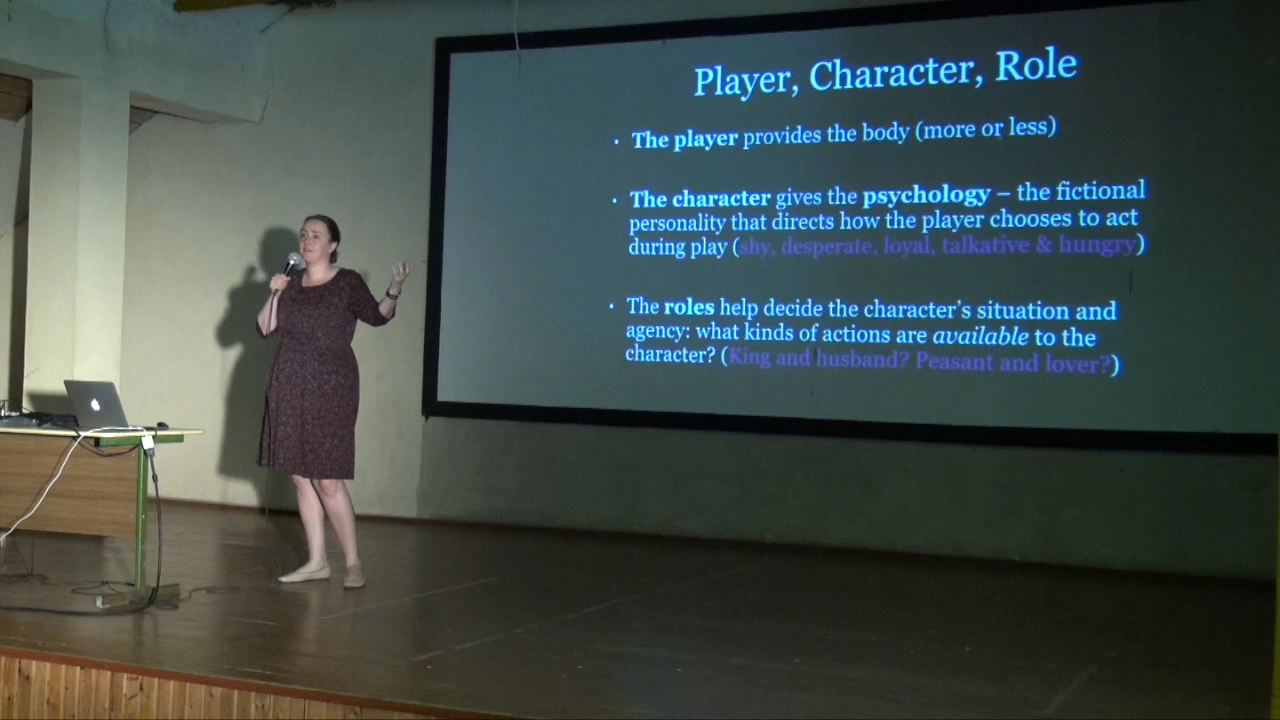 Player, Character, Role
• The player provides the body (more or less)
• The character gives the psychology – the fictional
personality that directs how the player chooses to act
during play (shy, desperate, loyal, talkative & hungry)
• The roles help decide the character's situation and
agency: what kinds of actions are available to the
character? (King and husband? Peasant and lover?)